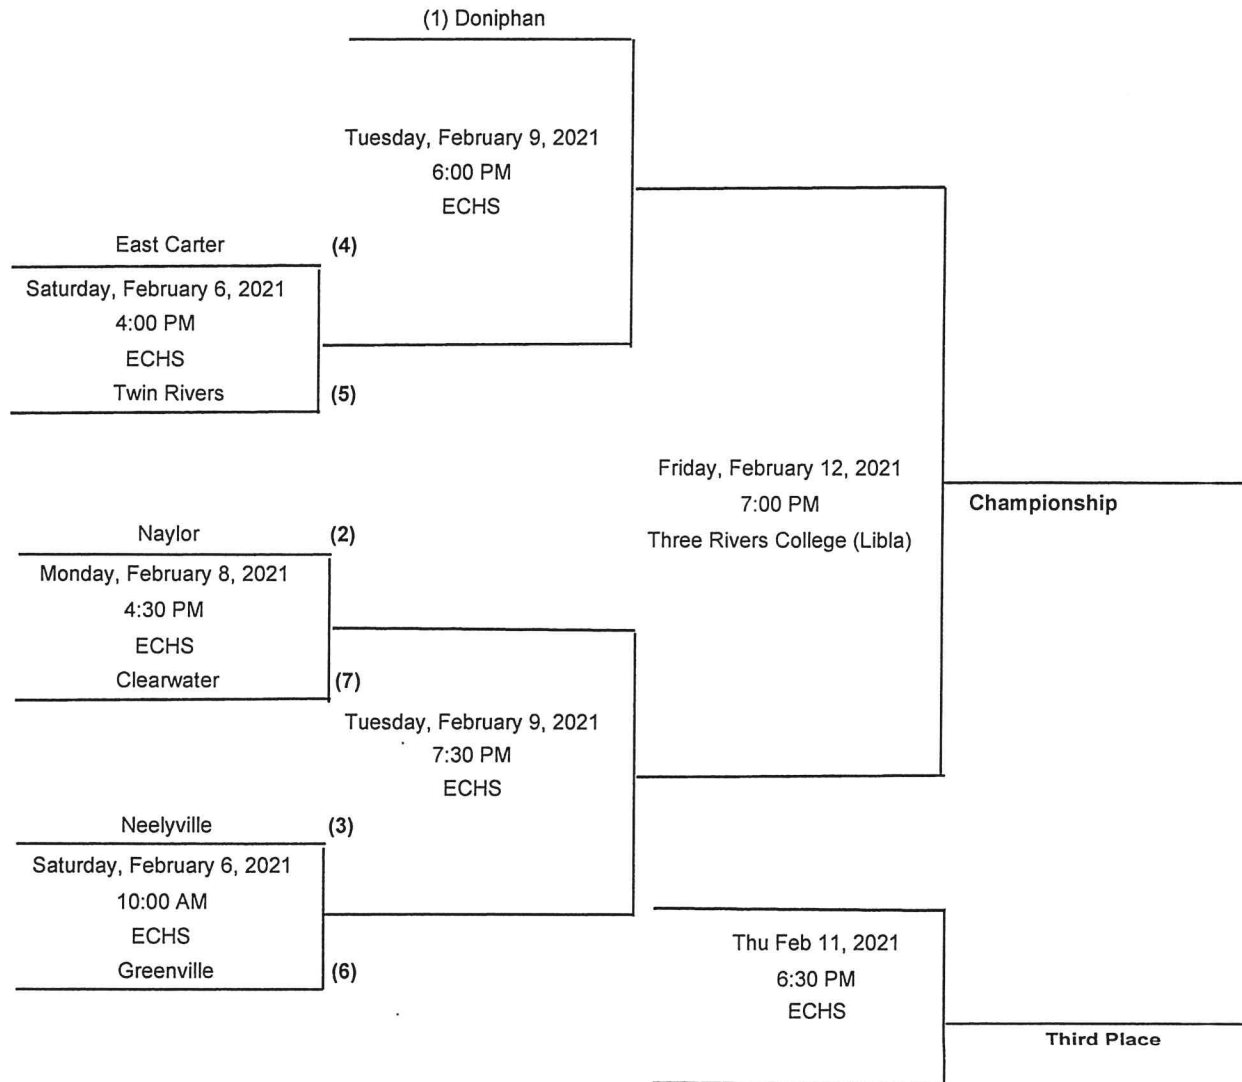 (1) Doniphan
Tuesday, February 9, 2021
6:00 PM
ECHS
East Carter (4)
Saturday, February 6, 2021
4:00 PM
ECHS
Twin Rivers (5)
Friday, February 12, 2021
7:00 PM
Three Rivers College (Libla)
Championship
Naylor (2)
Monday, February 8, 2021
4:30 PM
ECHS
Clearwater (7)
Tuesday, February 9, 2021
7:30 PM
ECHS
Neelyville (3)
Saturday, February 6, 2021
10:00 AM
ECHS
Greenville (6)
Thu Feb 11, 2021
6:30 PM
ECHS
Third Place